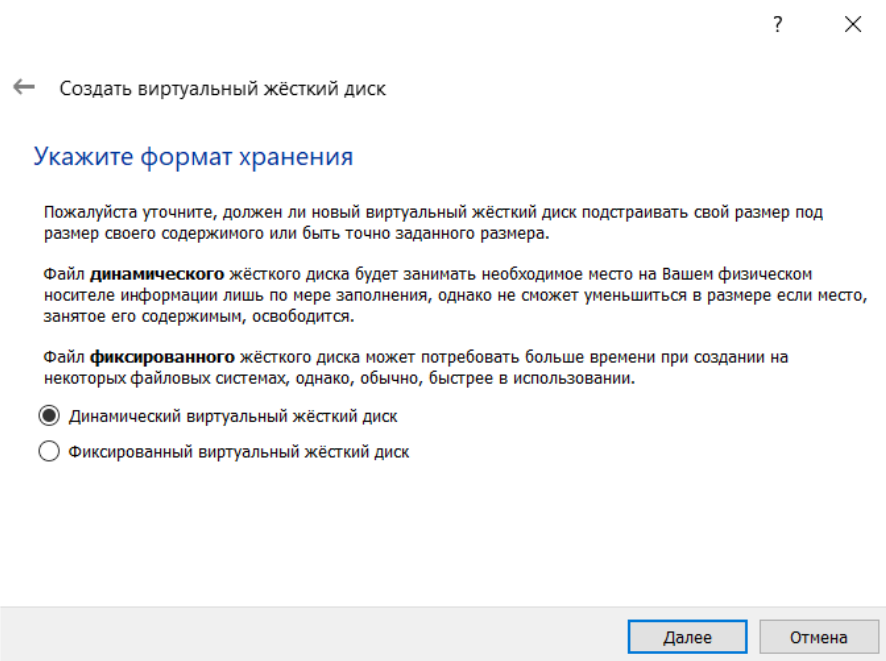 ?
Создать виртуальный жёсткий диск
Укажите формат хранения
Пожалуйста уточните, должен ли новый виртуальный жёсткий диск подстраивать свой размер под
размер своего содержимого или быть точно заданного размера.
Файл динамического жёсткого диска будет занимать необходимое место на Вашем физическом
носителе информации лишь по мере заполнения, однако не сможет уменьшиться в размере если место,
занятое его содержимым, освободится.
Файл фиксированного жёсткого диска может потребовать больше времени при создании на
некоторых файловых системах, однако, обычно, быстрее в использовании.
Динамический виртуальный жёсткий диск
Фиксированный виртуальный жёсткий диск
Далее
Отмена